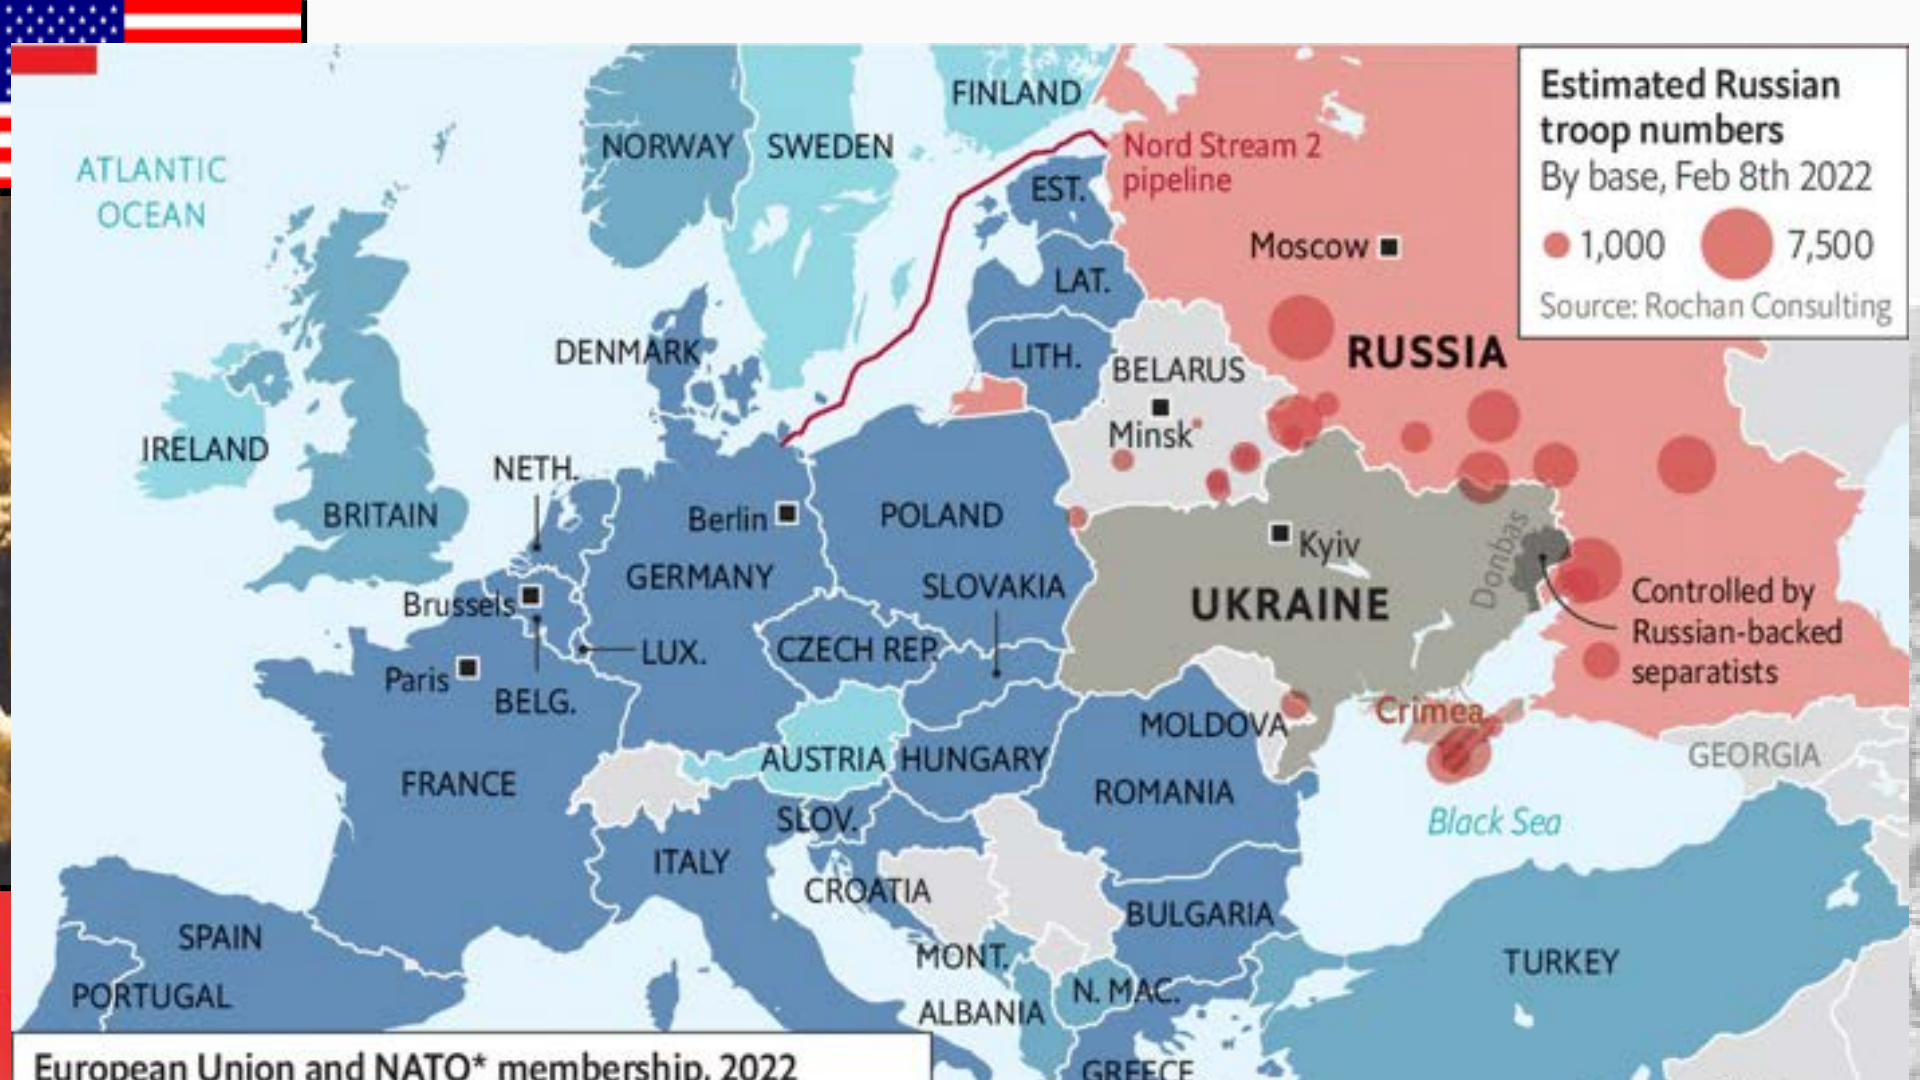 FINLAND
NORWAY
SWEDEN
ATLANTIC
OCEAN
Nord Stream 2
pipeline
EST.
Estimated Russian
troop numbers
By base, Feb 8th 2022
1,000
7,500
Source: Rochan Consulting
Moscow
LAT.
DENMARK
LITH.
BELARUS
RUSSIA
Minsk
IRELAND
NETH.
BRITAIN
Berlin
POLAND
Kyiv
Donbas
GERMANY
SLOVAKIA
Brussels
UKRAINE
Controlled by
Russian-backed
separatists
LUX.
CZECH REP.
Paris
BELG.
MOLDOVA
Crimea
AUSTRIA
HUNGARY
GEORGIA
FRANCE
ROMANIA
SLOV.
Black Sea
ITALY
CROATIA
BULGARIA
SPAIN
MONT.
TURKEY
PORTUGAL
N. MAC.
ALBANIA
GREECE
European Union and NATO* membership, 2022